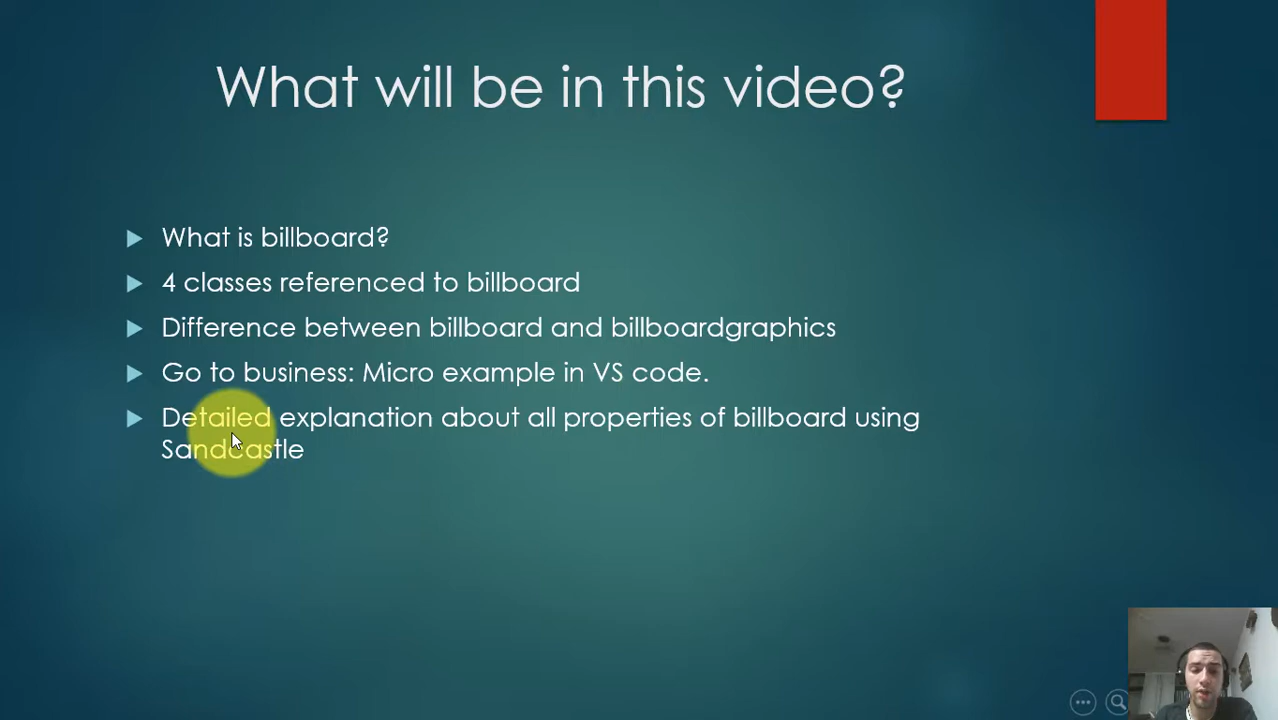 What will be in this video?
What is billboard?
4 classes referenced to billboard
Difference between billboard and billboardgraphics
Go to business: Micro example in VS code.
Detailed explanation about all properties of billboard using
Sandcastle